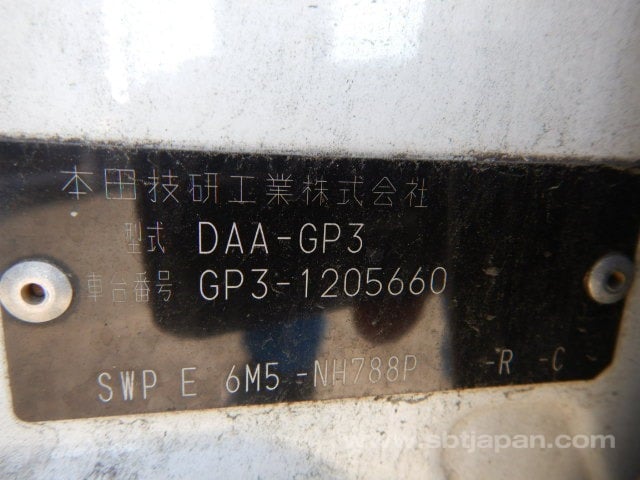 本田技研工業株式会社
型式 DAA-GP3
車台番号 GP3-1205660
SWP E 6M5 -NH788P -R -C
www.sbtjapan.com